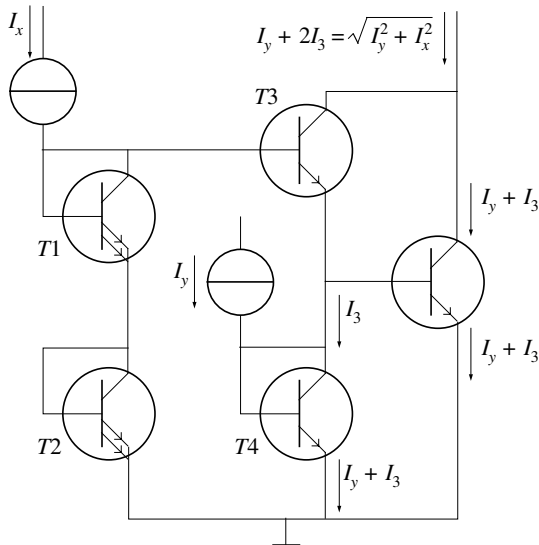 I_x
I_y + 2I_3 = √(I_y^2 + I_x^2)
T3
I_y + I_3
T1
I_y
I_3
I_y + I_3
T2
T4
I_y + I_3